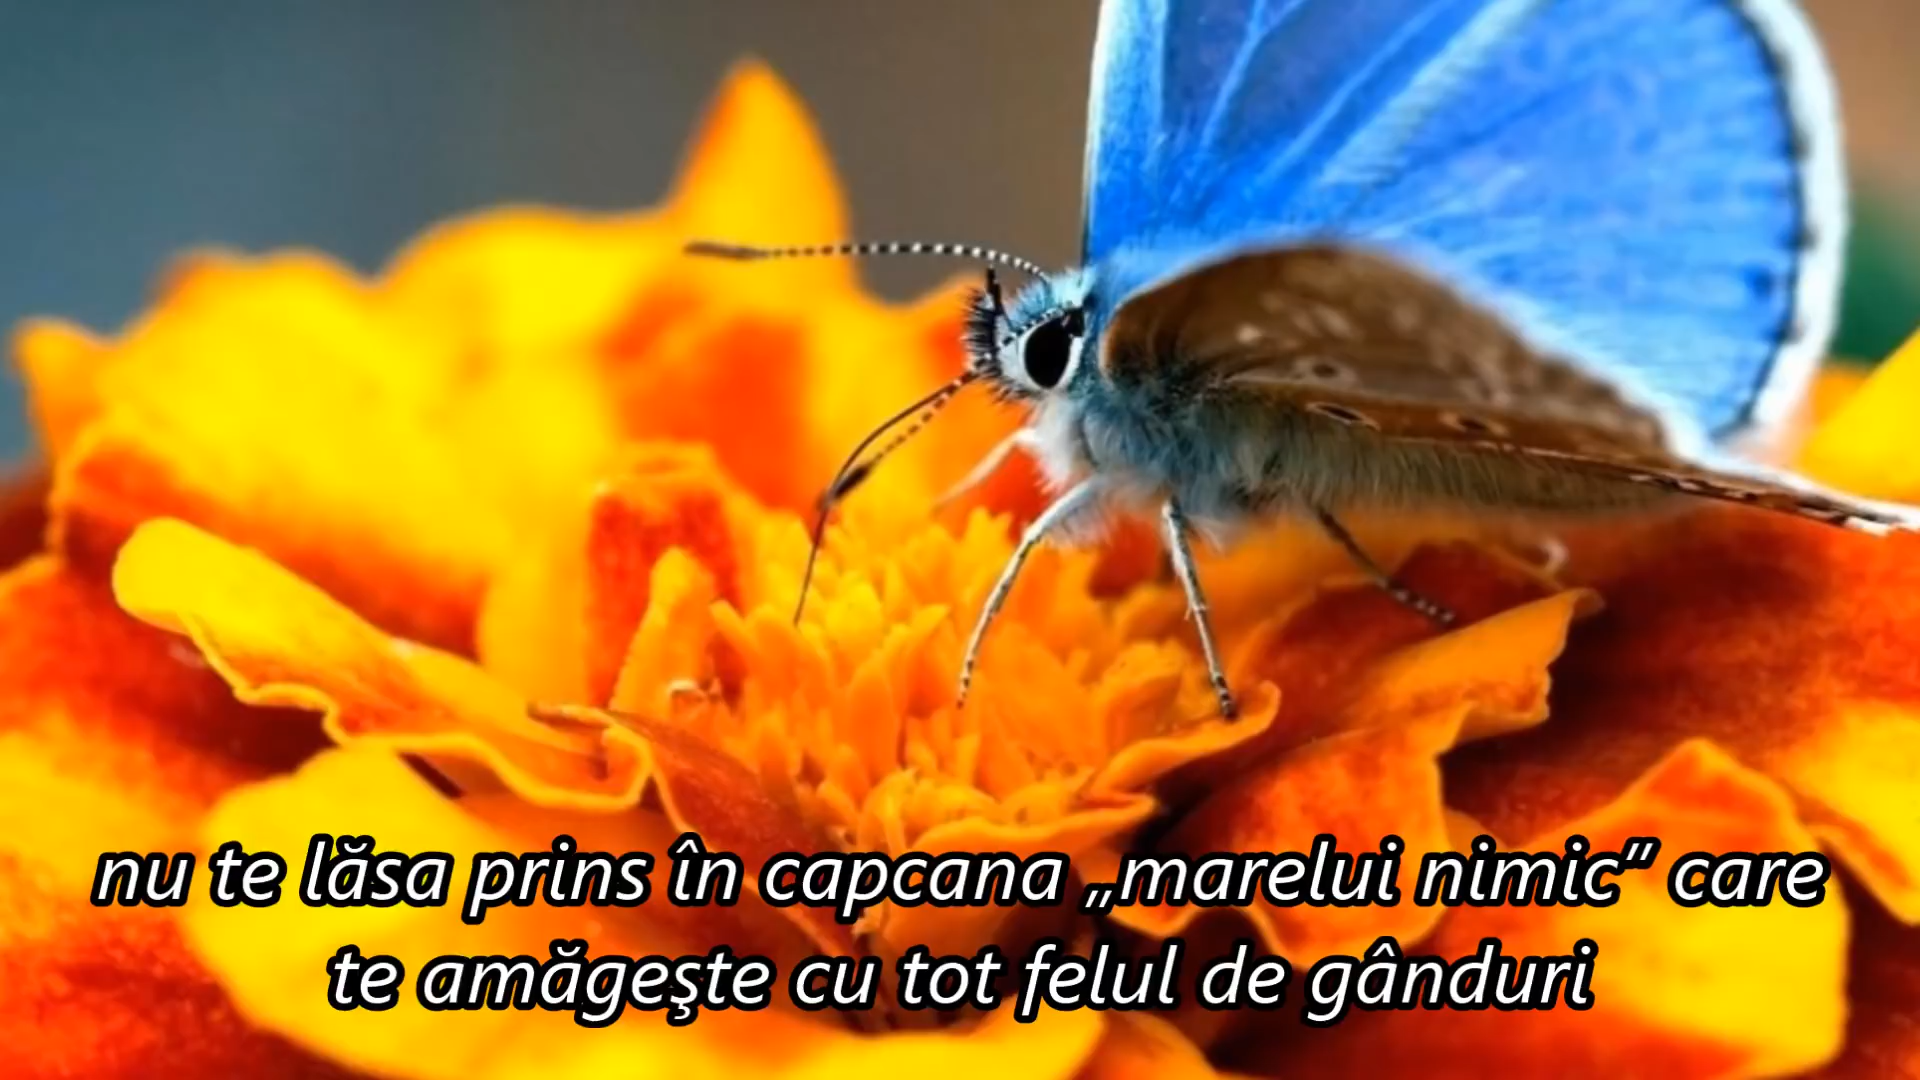 nu te lăsa prins în capcana „marelui nimic” care
te amăgeşte cu tot felul de gânduri